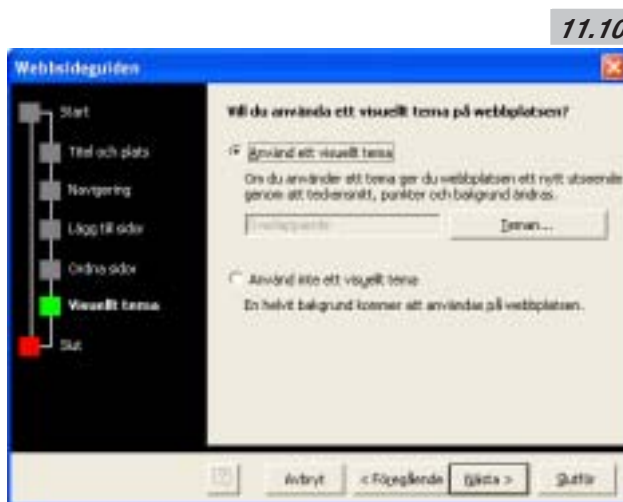 11.10
Webbsideguiden
Start
Vill du använda ett visuellt tema på webbplatsen?
Titel och plats
Använd ett visuellt tema
Om du använder ett tema ger du webbplatsen ett nytt utseende
genom att teckensnitt, punkter och bakgrund ändras.
Navigering
Lägg till sidor
Teman...
Ordna sidor
Använd inte ett visuellt tema
Visuellt tema
En helvit bakgrund kommer att användas på webbplatsen.
Slut
Avbryt
< Föregående
Nästa >
Slutför